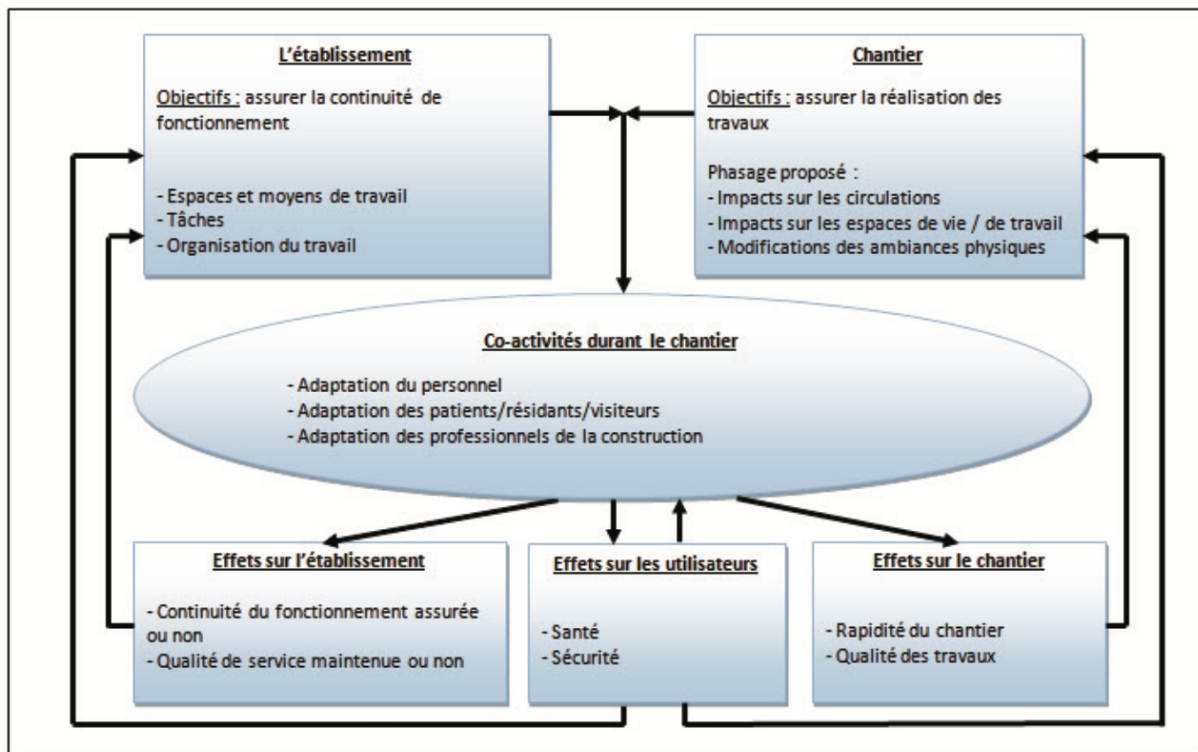 L'établissement
Objectifs : assurer la continuité de
fonctionnement
- Espaces et moyens de travail
- Tâches
- Organisation du travail
Chantier
Objectifs : assurer la réalisation des
travaux
Phasage proposé :
- Impacts sur les circulations
- Impacts sur les espaces de vie / de travail
- Modifications des ambiances physiques
Co-activités durant le chantier
- Adaptation du personnel
- Adaptation des patients/résidants/visiteurs
- Adaptation des professionnels de la construction
Effets sur l'établissement
- Continuité du fonctionnement assurée
ou non
- Qualité de service maintenue ou non
Effets sur les utilisateurs
- Santé
- Sécurité
Effets sur le chantier
- Rapidité du chantier
- Qualité des travaux